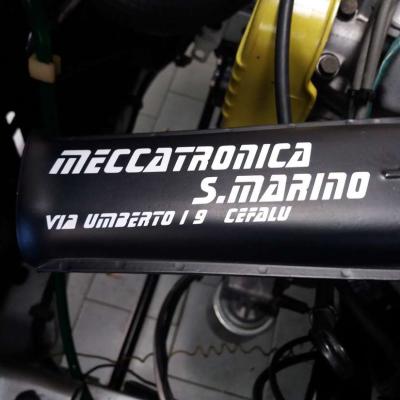 MECCATRONICA
S.MARINO
VIA UMBERTO I 9 CEFALU